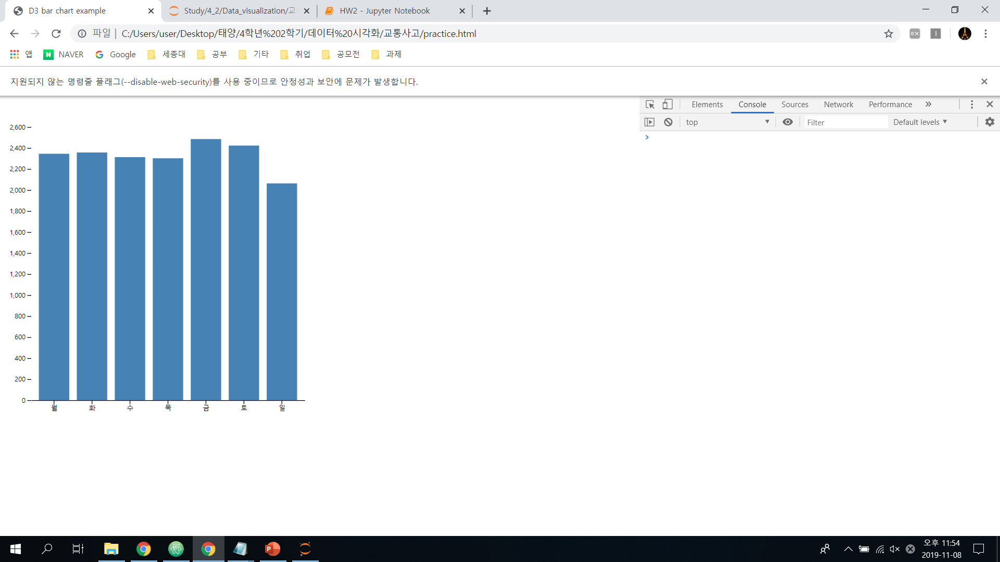 D3 bar chart example
Study/4_2/Data_visualization/교
HW2 - Jupyter Notebook
파일 | C:/Users/user/Desktop/태양/4학년%202학기/데이터%20시각화/교통사고/practice.html
EX
앱 NAVER Google 세종대 공부 기타 취업 공모전 과제
지원되지 않는 명령줄 플래그(--disable-web-security)를 사용 중이므로 안정성과 보안에 문제가 발생합니다.
Elements Console Sources Network Performance »
top Filter Default levels
2,600
2,400
2,200
2,000
1,800
1,600
1,400
1,200
1,000
800
600
400
200
0
월 화 수 목 금 토 일
오후 11:54
2019-11-08